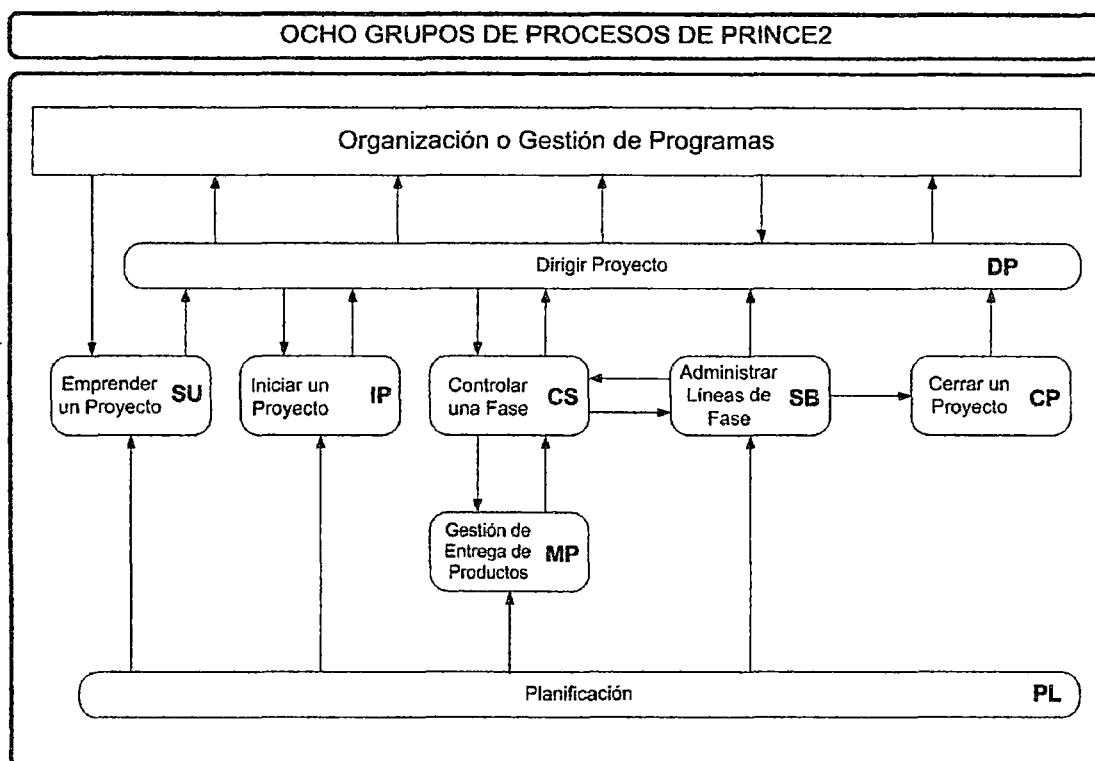 OCHO GRUPOS DE PROCESOS DE PRINCE2
Organización o Gestión de Programas
Dirigir Proyecto DP
Emprender
un Proyecto SU
Iniciar un
Proyecto IP
Controlar
una Fase CS
Administrar
Líneas de
Fase SB
Cerrar un
Proyecto CP
Gestión de
Entrega de
Productos MP
Planificación PL